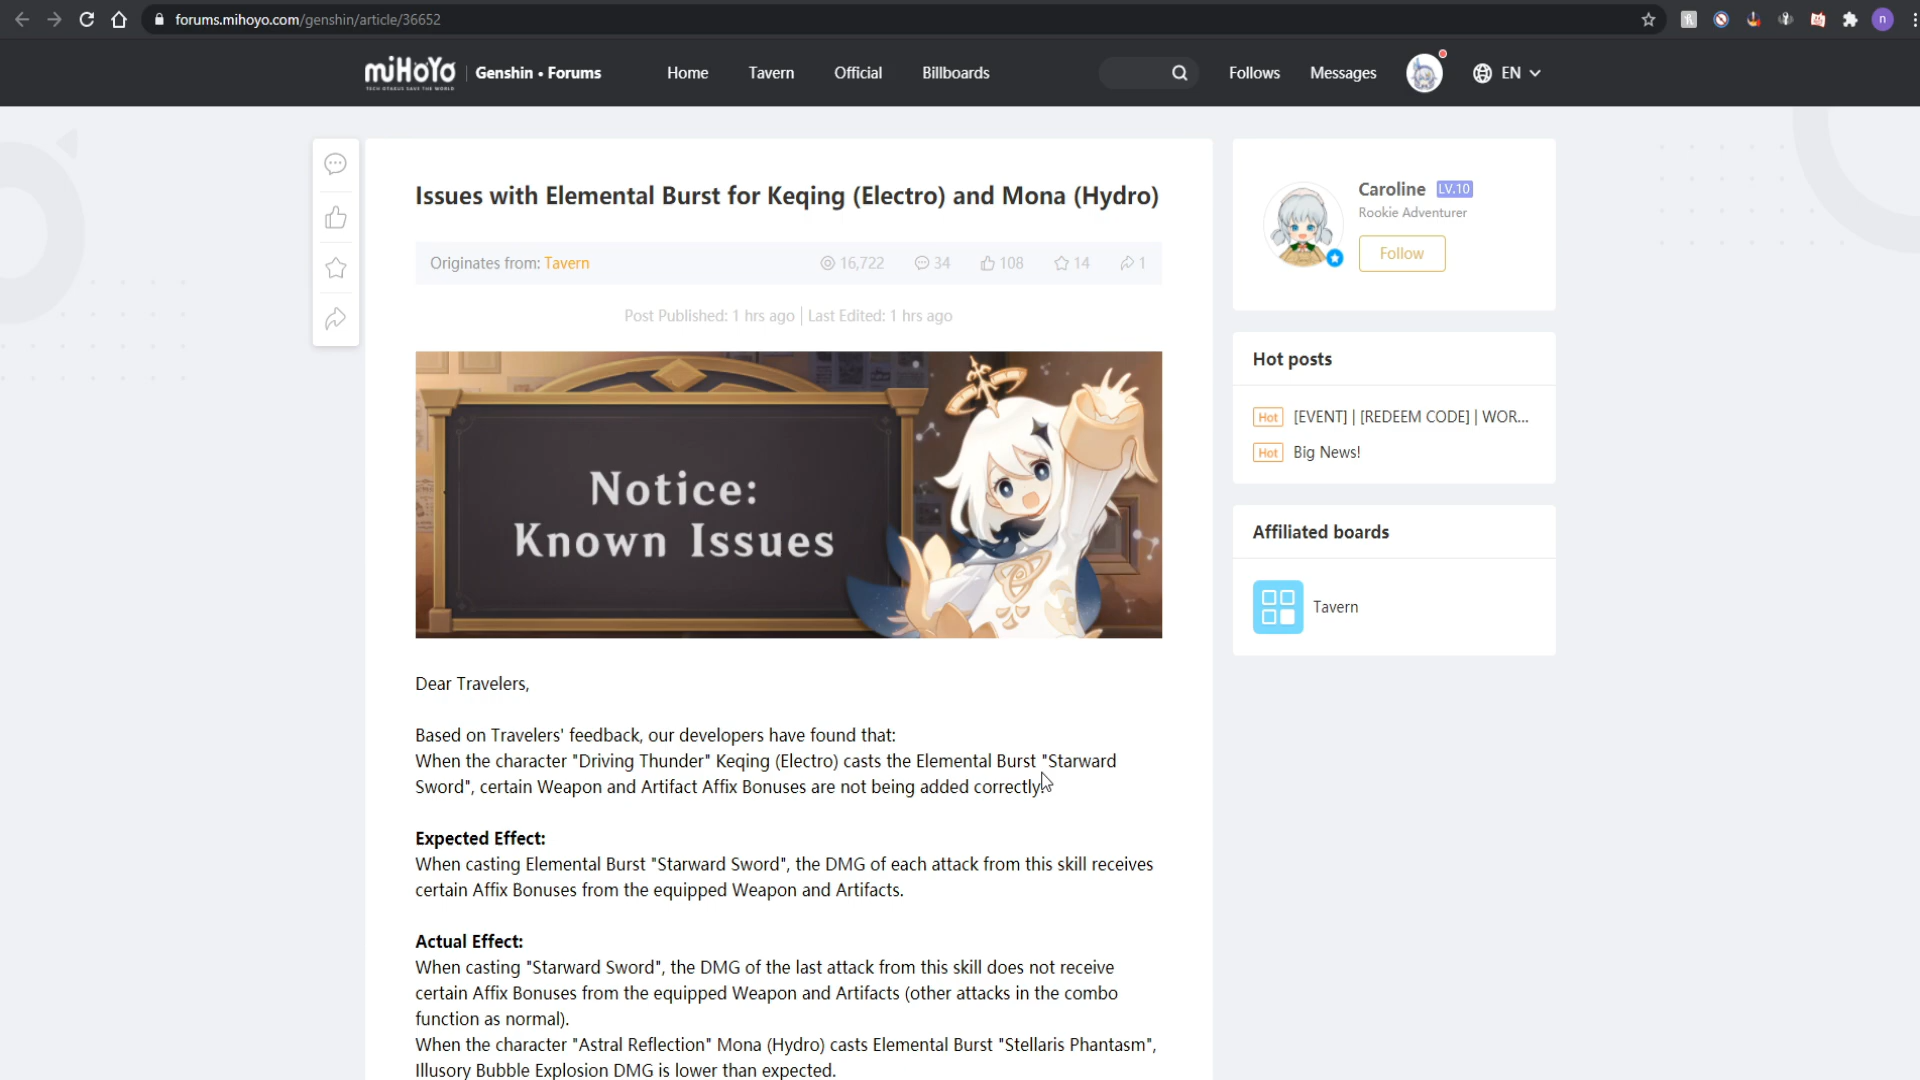 forums.mihoyo.com/genshin/article/36652
n
miHoYo
TECH OTAKUS SAVE THE WORLD
Genshin • Forums
Home
Tavern
Official
Billboards
Follows
Messages
EN
Issues with Elemental Burst for Keqing (Electro) and Mona (Hydro)
Originates from: Tavern
16,722
34
108
14
1
Post Published: 1 hrs ago | Last Edited: 1 hrs ago
Notice:
Known Issues
Dear Travelers,
Based on Travelers' feedback, our developers have found that:
When the character "Driving Thunder" Keqing (Electro) casts the Elemental Burst "Starward
Sword", certain Weapon and Artifact Affix Bonuses are not being added correctly.
Expected Effect:
When casting Elemental Burst "Starward Sword", the DMG of each attack from this skill receives
certain Affix Bonuses from the equipped Weapon and Artifacts.
Actual Effect:
When casting "Starward Sword", the DMG of the last attack from this skill does not receive
certain Affix Bonuses from the equipped Weapon and Artifacts (other attacks in the combo
function as normal).
When the character "Astral Reflection" Mona (Hydro) casts Elemental Burst "Stellaris Phantasm",
Illusory Bubble Explosion DMG is lower than expected.
Caroline LV.10
Rookie Adventurer
Follow
Hot posts
Hot [EVENT] | [REDEEM CODE] | WOR...
Hot Big News!
Affiliated boards
Tavern